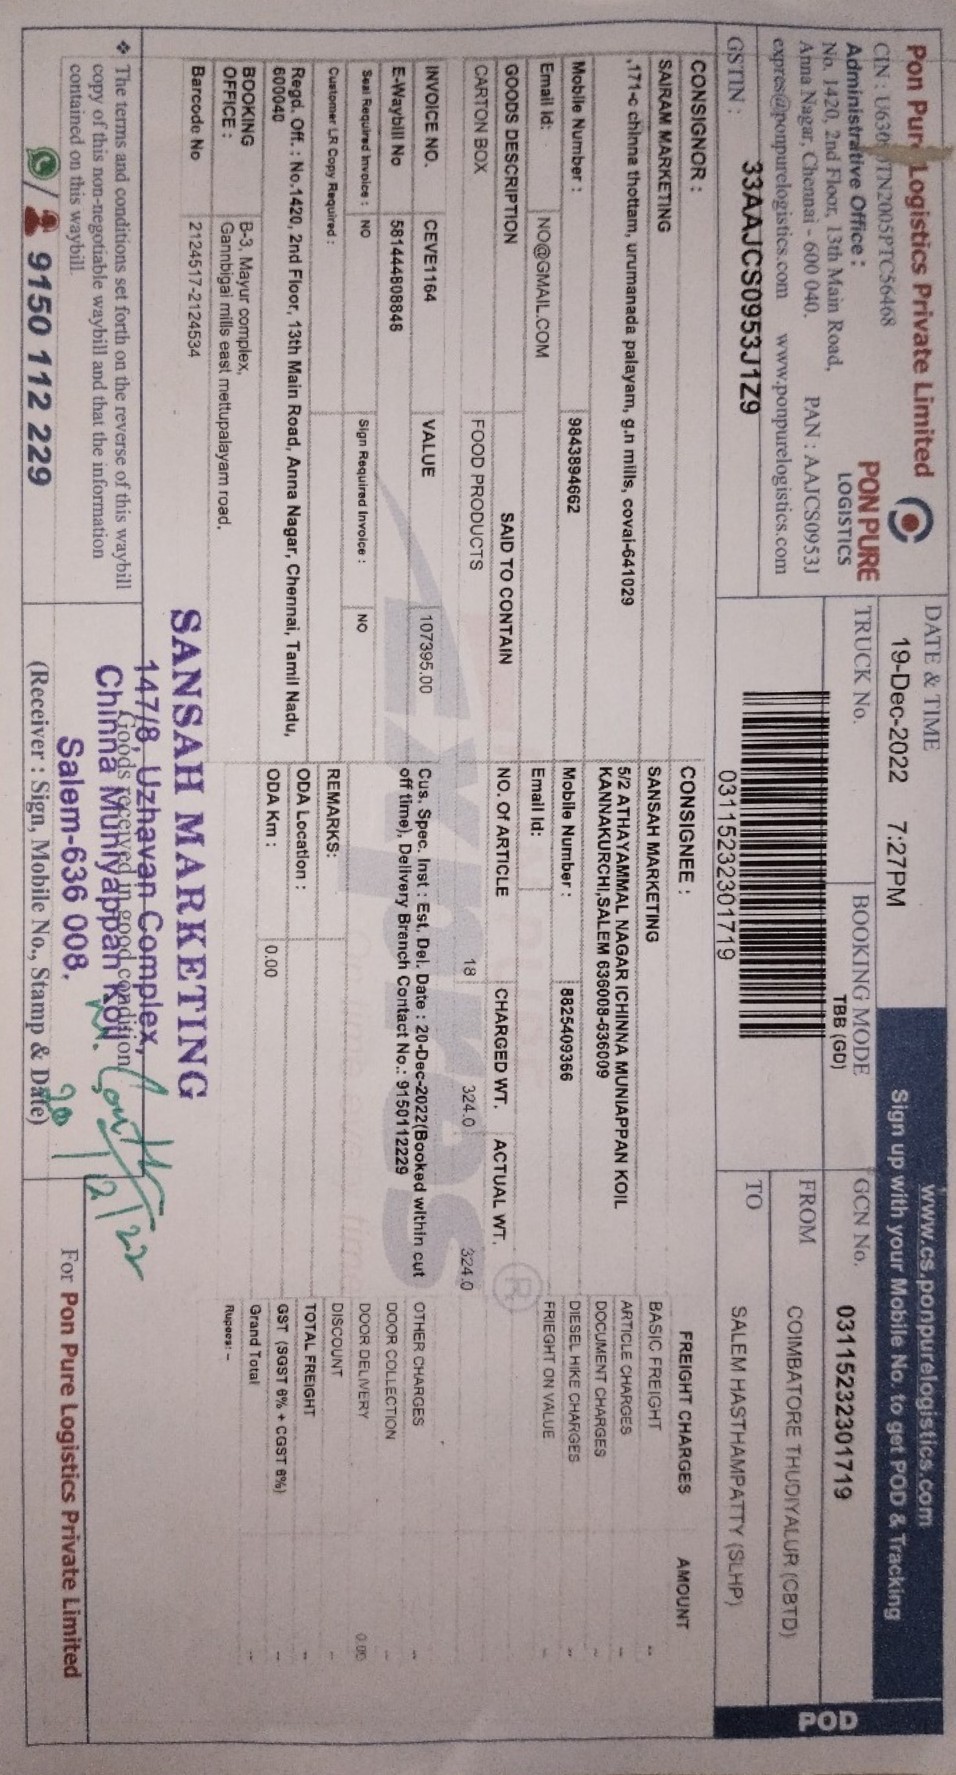 Pon Pure Logistics Private Limited
Administrative Office :
No. 1420, 2nd Floor, 13th Main Road,
Anna Nagar, Chennai - 600 040.
PAN : AAJCS0953J
expres@ponpurelogistics.com www.ponpurelogistics.com
PON PURE
LOGISTICS
GSTIN : 33AAJCS0953J1Z9
DATE & TIME
19-Dec-2022 7:27PM
TRUCK No.
BOOKING MODE
TBB (GD)
03115232301719
www.cs.ponpurelogistics.com
Sign up with your Mobile No. to get POD & Tracking
GCN No. 03115232301719
FROM COIMBATORE THUDIYALUR (CBTD)
TO SALEM HASTHAMPATTY (SLHP)
POD
CONSIGNOR :
SAIRAM MARKETING
,171-c chinna thottam, urumanada palayam, g.n mills, covai-641029
Mobile Number : 9843894662
Email Id: NO@GMAIL.COM
CONSIGNEE :
SANSAH MARKETING
5/2 ATHAYAMMAL NAGAR ICHINNA MUNIAPPAN KOIL
KANNAKURCHI,SALEM 636008-636009
Mobile Number : 8825409366
Email Id:
GOODS DESCRIPTION SAID TO CONTAIN NO. Of ARTICLE CHARGED WT. ACTUAL WT.
CARTON BOX FOOD PRODUCTS 18 324.0 324.0
INVOICE NO. CEVE1164 VALUE 107395.00
E-Waybill No 581444808848
Seal Required Invoice : NO Sign Required Invoice : NO
Customer LR Copy Required :
Cus. Spec. Inst : Est. Del. Date : 20-Dec-2022(Booked within cut
off time), Delivery Branch Contact No.: 9150112229
REMARKS:
ODA Location :
ODA Km : 0.00
Regd. Off. : No.1420, 2nd Floor, 13th Main Road, Anna Nagar, Chennai, Tamil Nadu,
600040
BOOKING OFFICE : B-3, Mayur complex,
Gannbigai mills east mettupalayam road,
Barcode No 2124517-2124534
FREIGHT CHARGES AMOUNT
BASIC FREIGHT --
ARTICLE CHARGES --
DOCUMENT CHARGES --
DIESEL HIKE CHARGES --
FRIEGHT ON VALUE --
OTHER CHARGES --
DOOR COLLECTION --
DOOR DELIVERY 0.00
DISCOUNT --
TOTAL FREIGHT --
GST (SGST 6% + CGST 6%) --
Grand Total --
Rupees: –
❖ The terms and conditions set forth on the reverse of this waybill
copy of this non-negotiable waybill and that the information
contained on this waybill.
9150 112 229
SANSAH MARKETING
147/8, Uzhavan Complex,
Goods received in good condition
Chinna Muniyappan Koil
Salem-636 008.
20/12/22
(Receiver : Sign, Mobile No., Stamp & Date)
For Pon Pure Logistics Private Limited